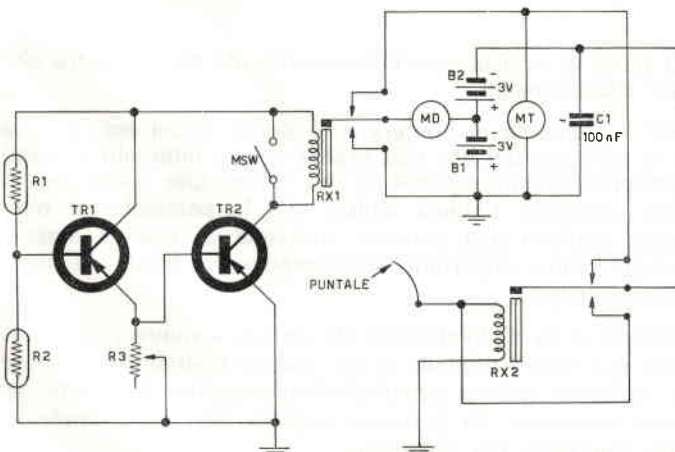 B2
3V
MD
MT
C1
100 nF
3V
B1
MSW
RX1
R1
TR1
TR2
PUNTALE
R2
R3
RX2